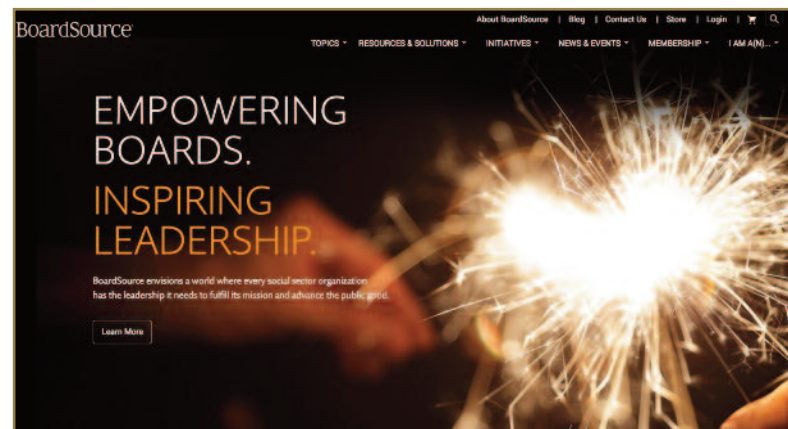 About BoardSource | Blog | Contact Us | Store | Login |
BoardSource
TOPICS RESOURCES & SOLUTIONS INITIATIVES NEWS & EVENTS MEMBERSHIP I AM A(N)...
EMPOWERING
BOARDS.
INSPIRING
LEADERSHIP.
BoardSource envisions a world where every social sector organization
has the leadership it needs to fulfill its mission and advance the public good.
Learn More